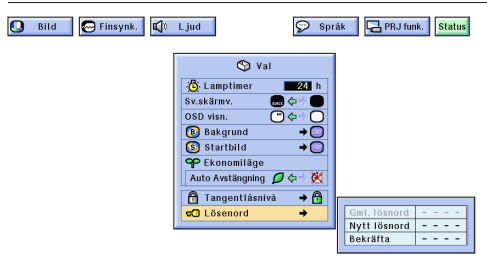 Bild Finsynk. Ljud Språk PRJ funk. Status
Val
Lamptimer 24 h
Sv.skärmv.
OSD visn.
Bakgrund
Startbild
Ekonomiläge
Auto Avstängning
Tangentlåsnivå
Lösenord
Gml. lösnord - - - -
Nytt lösnord - - - -
Bekräfta - - - -